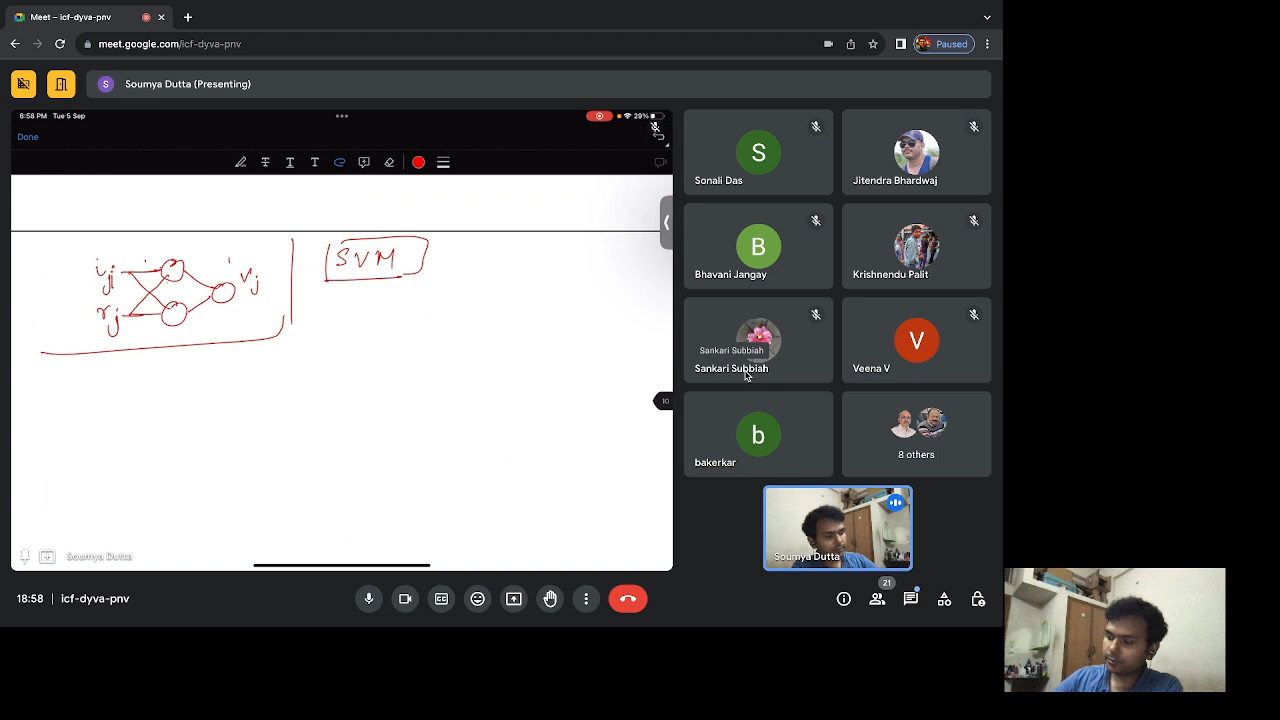 Meet – icf-dyva-pnv
meet.google.com/icf-dyva-pnv
Paused
S Soumya Dutta (Presenting)
6:58 PM Tue 5 Sep
29%
Done
T T T
SVM
i
r j
v j
10
Soumya Dutta
S
Sonali Das
Jitendra Bhardwaj
B
Bhavani Jangay
Krishnendu Palit
Sankari Subbiah
Sankari Subbiah
V
Veena V
b
bakerkar
8 others
Soumya Dutta
21
18:58 | icf-dyva-pnv